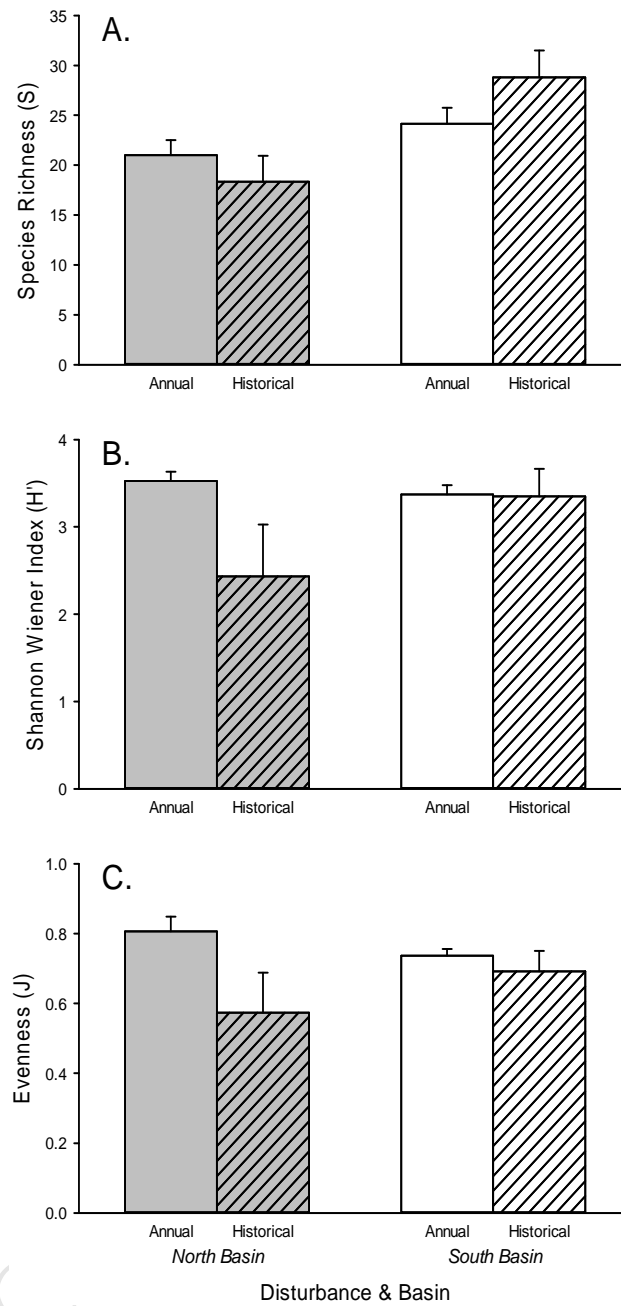 A.
Species Richness (S)
35
30
25
20
15
10
5
0
Annual Historical Annual Historical
B.
Shannon Wiener Index (H')
4
3
2
1
0
Annual Historical Annual Historical
C.
Evenness (J)
1.0
0.8
0.6
0.4
0.2
0.0
Annual Historical Annual Historical
North Basin South Basin
Disturbance & Basin